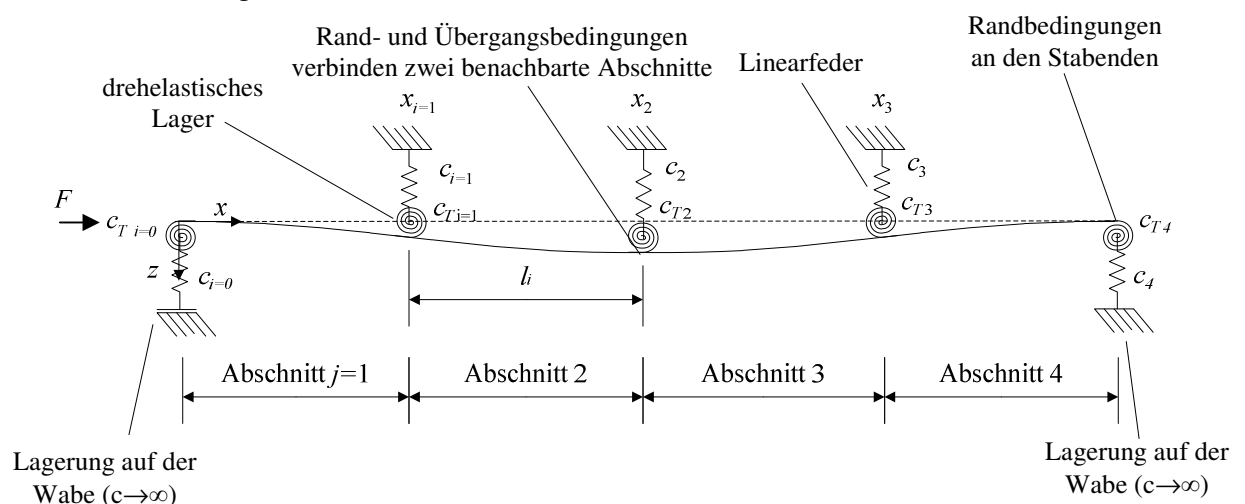 Rand- und Übergangsbedingungen
verbinden zwei benachbarte Abschnitte
Randbedingungen
an den Stabenden
Linearfeder
drehelastisches
Lager
x_{i=1}
x_2
x_3
c_{i=1}
c_2
c_3
F
c_{T i=0}
x
c_{T i=1}
c_{T2}
c_{T3}
c_{T4}
z
c_{i=0}
l_i
c_4
Abschnitt j=1
Abschnitt 2
Abschnitt 3
Abschnitt 4
Lagerung auf der
Wabe (c→∞)
Lagerung auf der
Wabe (c→∞)